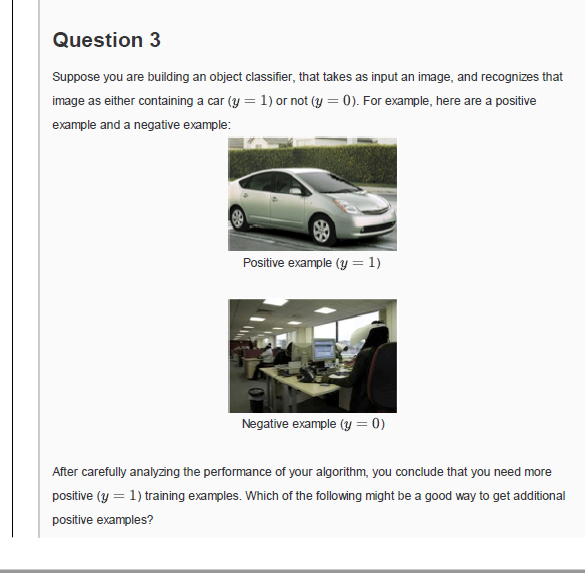 Question 3
Suppose you are building an object classifier, that takes as input an image, and recognizes that
image as either containing a car (y = 1) or not (y = 0). For example, here are a positive
example and a negative example:
Positive example (y = 1)
Negative example (y = 0)
After carefully analyzing the performance of your algorithm, you conclude that you need more
positive (y = 1) training examples. Which of the following might be a good way to get additional
positive examples?